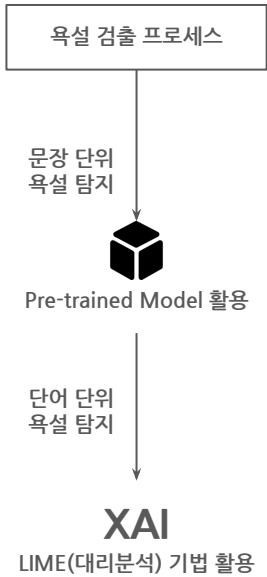 욕설 검출 프로세스
문장 단위
욕설 탐지
Pre-trained Model 활용
단어 단위
욕설 탐지
XAI
LIME(대리분석) 기법 활용